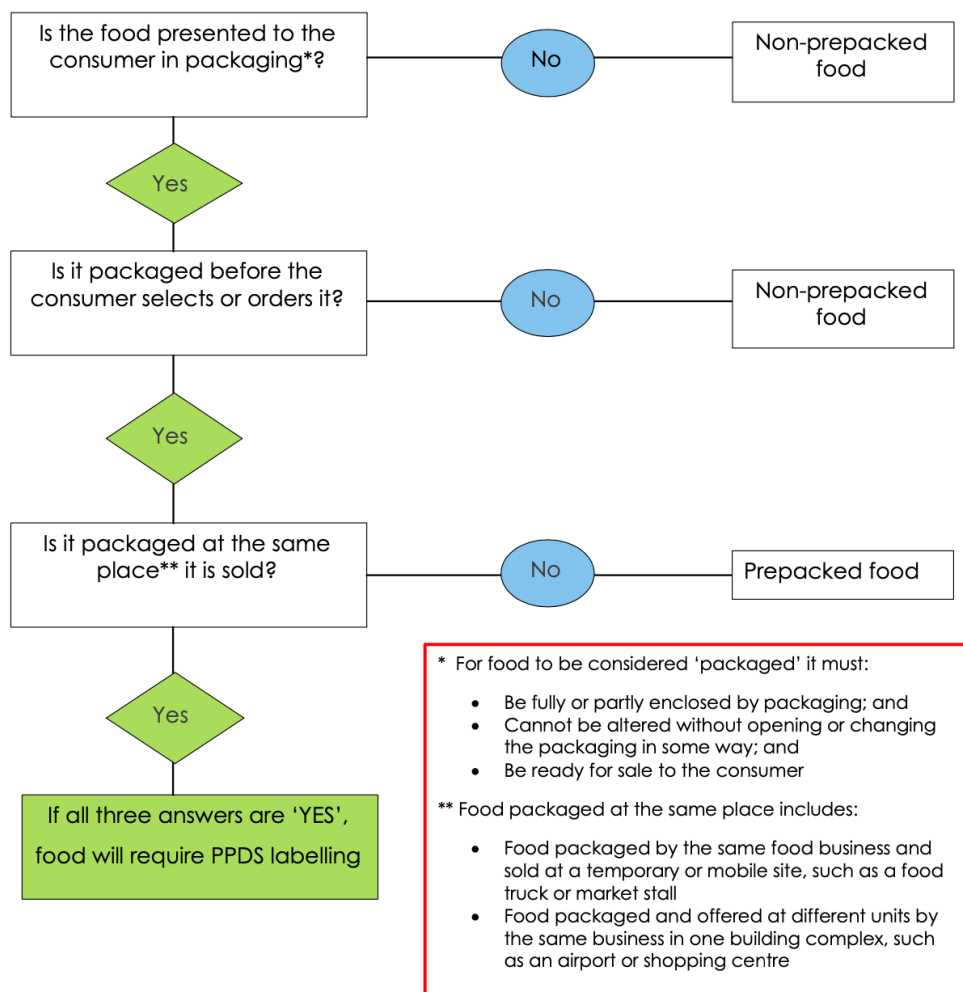 Is the food presented to the
consumer in packaging*?
No
Non-prepacked
food
Yes
Is it packaged before the
consumer selects or orders it?
No
Non-prepacked
food
Yes
Is it packaged at the same
place** it is sold?
No
Prepacked food
Yes
If all three answers are ‘YES’,
food will require PPDS labelling
* For food to be considered ‘packaged’ it must:
• Be fully or partly enclosed by packaging; and
• Cannot be altered without opening or changing
the packaging in some way; and
• Be ready for sale to the consumer
** Food packaged at the same place includes:
• Food packaged by the same food business and
sold at a temporary or mobile site, such as a food
truck or market stall
• Food packaged and offered at different units by
the same business in one building complex, such
as an airport or shopping centre